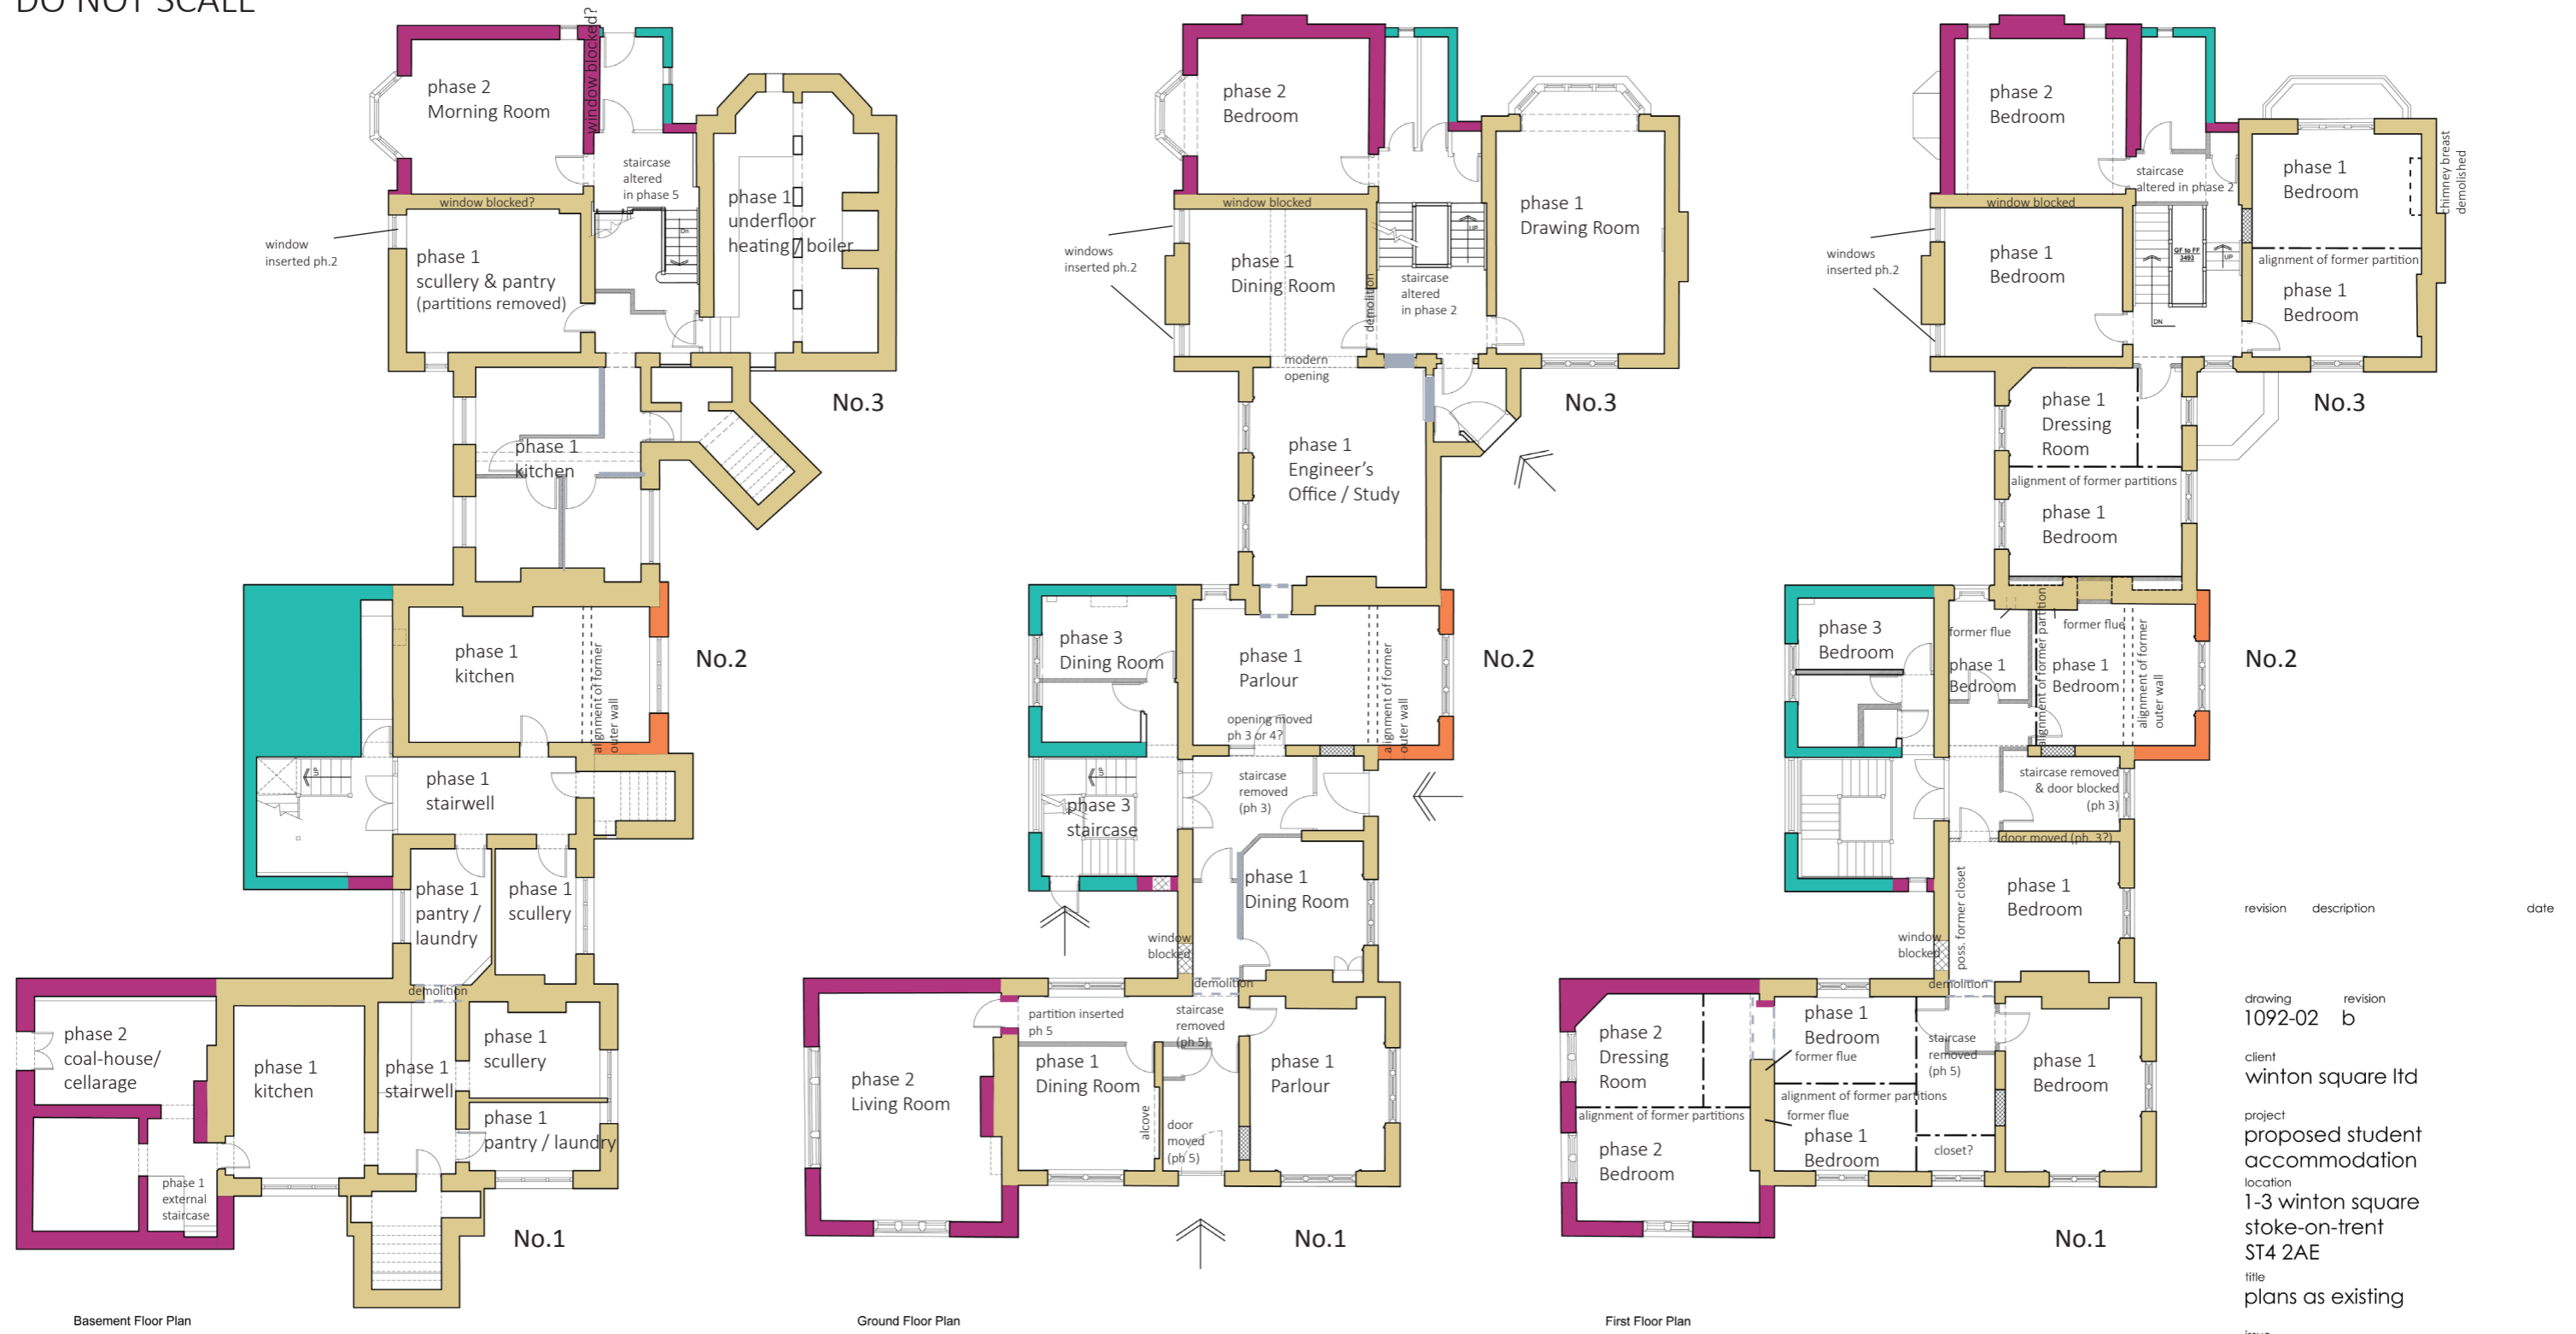 DO NOT SCALE
window blocked?
phase 2
Morning Room
staircase
altered
in phase 5
phase 1
underfloor
heating / boiler
window blocked?
window
inserted ph.2
phase 1
scullery & pantry
(partitions removed)
Dn
No.3
phase 1
kitchen
phase 1
kitchen
alignment of former
outer wall
No.2
UP
phase 1
stairwell
phase 1
pantry /
laundry
phase 1
scullery
demolition
phase 2
coal-house/
cellarage
phase 1
kitchen
phase 1
stairwell
phase 1
scullery
phase 1
pantry / laundry
phase 1
external
staircase
No.1
Basement Floor Plan
phase 2
Bedroom
window blocked
windows
inserted ph.2
phase 1
Dining Room
demolition
UP
staircase
altered
in phase 2
phase 1
Drawing Room
modern
opening
No.3
phase 1
Engineer's
Office / Study
phase 3
Dining Room
phase 1
Parlour
opening moved
ph 3 or 4?
alignment of former
outer wall
No.2
UP
phase 3
staircase
staircase
removed
(ph 3)
phase 1
Dining Room
window
blocked
demolition
partition inserted
ph 5
staircase
removed
(ph 5)
phase 2
Living Room
phase 1
Dining Room
alcove
door
moved
(ph 5)
phase 1
Parlour
No.1
Ground Floor Plan
phase 2
Bedroom
staircase
altered in phase 2
phase 1
Bedroom
chimney breast
demolished
window blocked
windows
inserted ph.2
phase 1
Bedroom
GF to FF
3493
UP
DN
alignment of former partition
phase 1
Bedroom
No.3
phase 1
Dressing
Room
alignment of former partitions
phase 1
Bedroom
phase 3
Bedroom
former flue
phase 1
Bedroom
alignment of former partition
former flue
phase 1
Bedroom
alignment of former
outer wall
No.2
staircase removed
& door blocked
(ph 3)
door moved (ph. 3?)
phase 1
Bedroom
poss. former closet
window
blocked
demolition
phase 2
Dressing
Room
phase 1
Bedroom
former flue
staircase
removed
(ph 5)
phase 1
Bedroom
alignment of former partitions
alignment of former partitions
former flue
phase 2
Bedroom
phase 1
Bedroom
closet?
No.1
First Floor Plan
revision description date
drawing revision
1092-02 b
client
winton square ltd
project
proposed student
accommodation
location
1-3 winton square
stoke-on-trent
ST4 2AE
title
plans as existing
issue